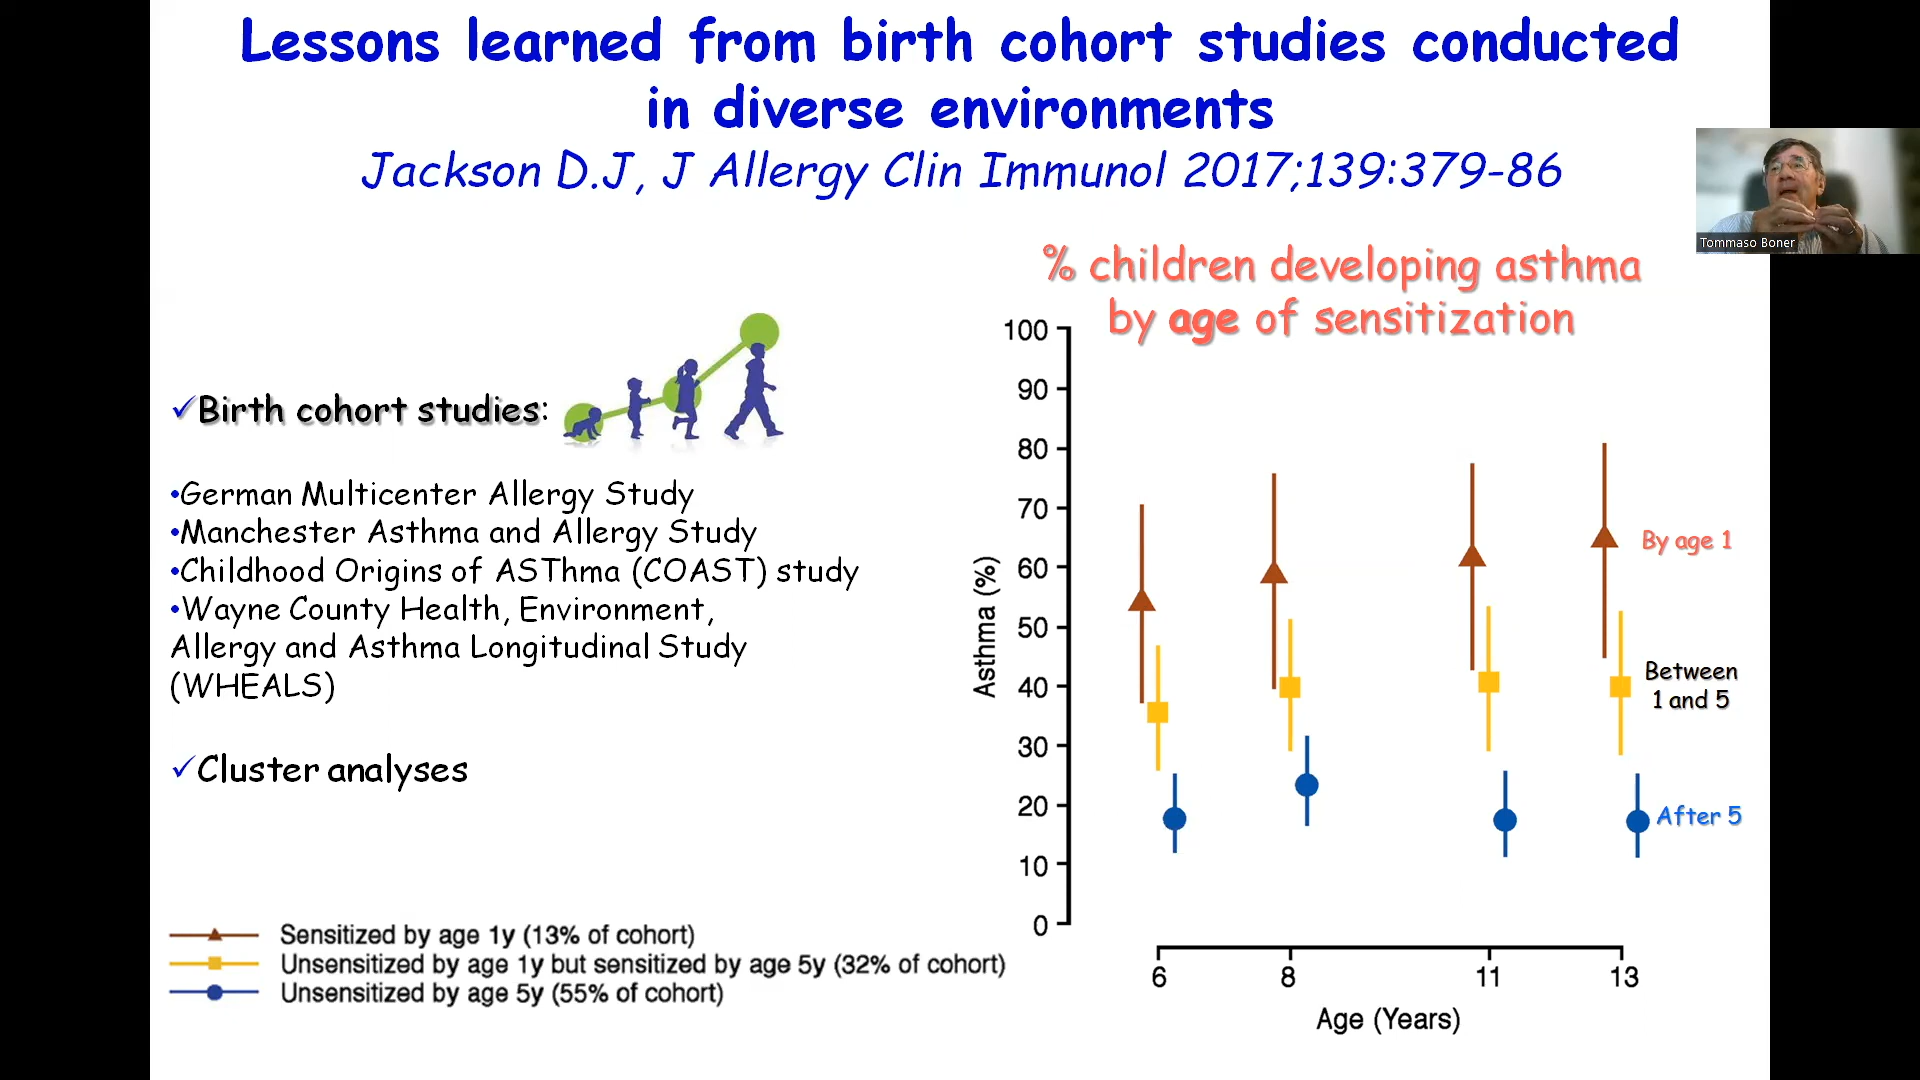 Lessons learned from birth cohort studies conducted
in diverse environments
Jackson D.J, J Allergy Clin Immunol 2017;139:379-86
Tommaso Boner
% children developing asthma
by age of sensitization
✓Birth cohort studies:
•German Multicenter Allergy Study
•Manchester Asthma and Allergy Study
•Childhood Origins of ASThma (COAST) study
•Wayne County Health, Environment,
Allergy and Asthma Longitudinal Study
(WHEALS)
✓Cluster analyses
Sensitized by age 1y (13% of cohort)
Unsensitized by age 1y but sensitized by age 5y (32% of cohort)
Unsensitized by age 5y (55% of cohort)
Asthma (%)
100
90
80
70
60
50
40
30
20
10
0
By age 1
Between
1 and 5
After 5
6 8 11 13
Age (Years)